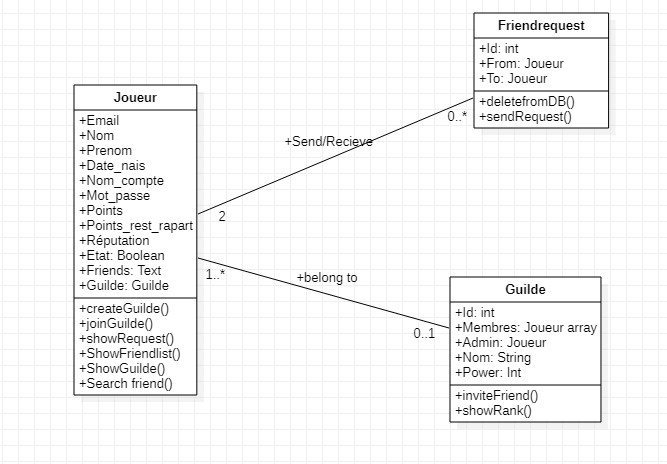 Friendrequest
+Id: int
+From: Joueur
+To: Joueur
+deletefromDB()
+sendRequest()
Joueur
+Email
+Nom
+Prenom
+Date_nais
+Nom_compte
+Mot_passe
+Points
+Points_rest_rapart
+Réputation
+Etat: Boolean
+Friends: Text
+Guilde: Guilde
+createGuilde()
+joinGuilde()
+showRequest()
+ShowFriendlist()
+ShowGuilde()
+Search friend()
+Send/Recieve
0..*
2
1..*
+belong to
0..1
Guilde
+Id: int
+Membres: Joueur array
+Admin: Joueur
+Nom: String
+Power: Int
+inviteFriend()
+showRank()